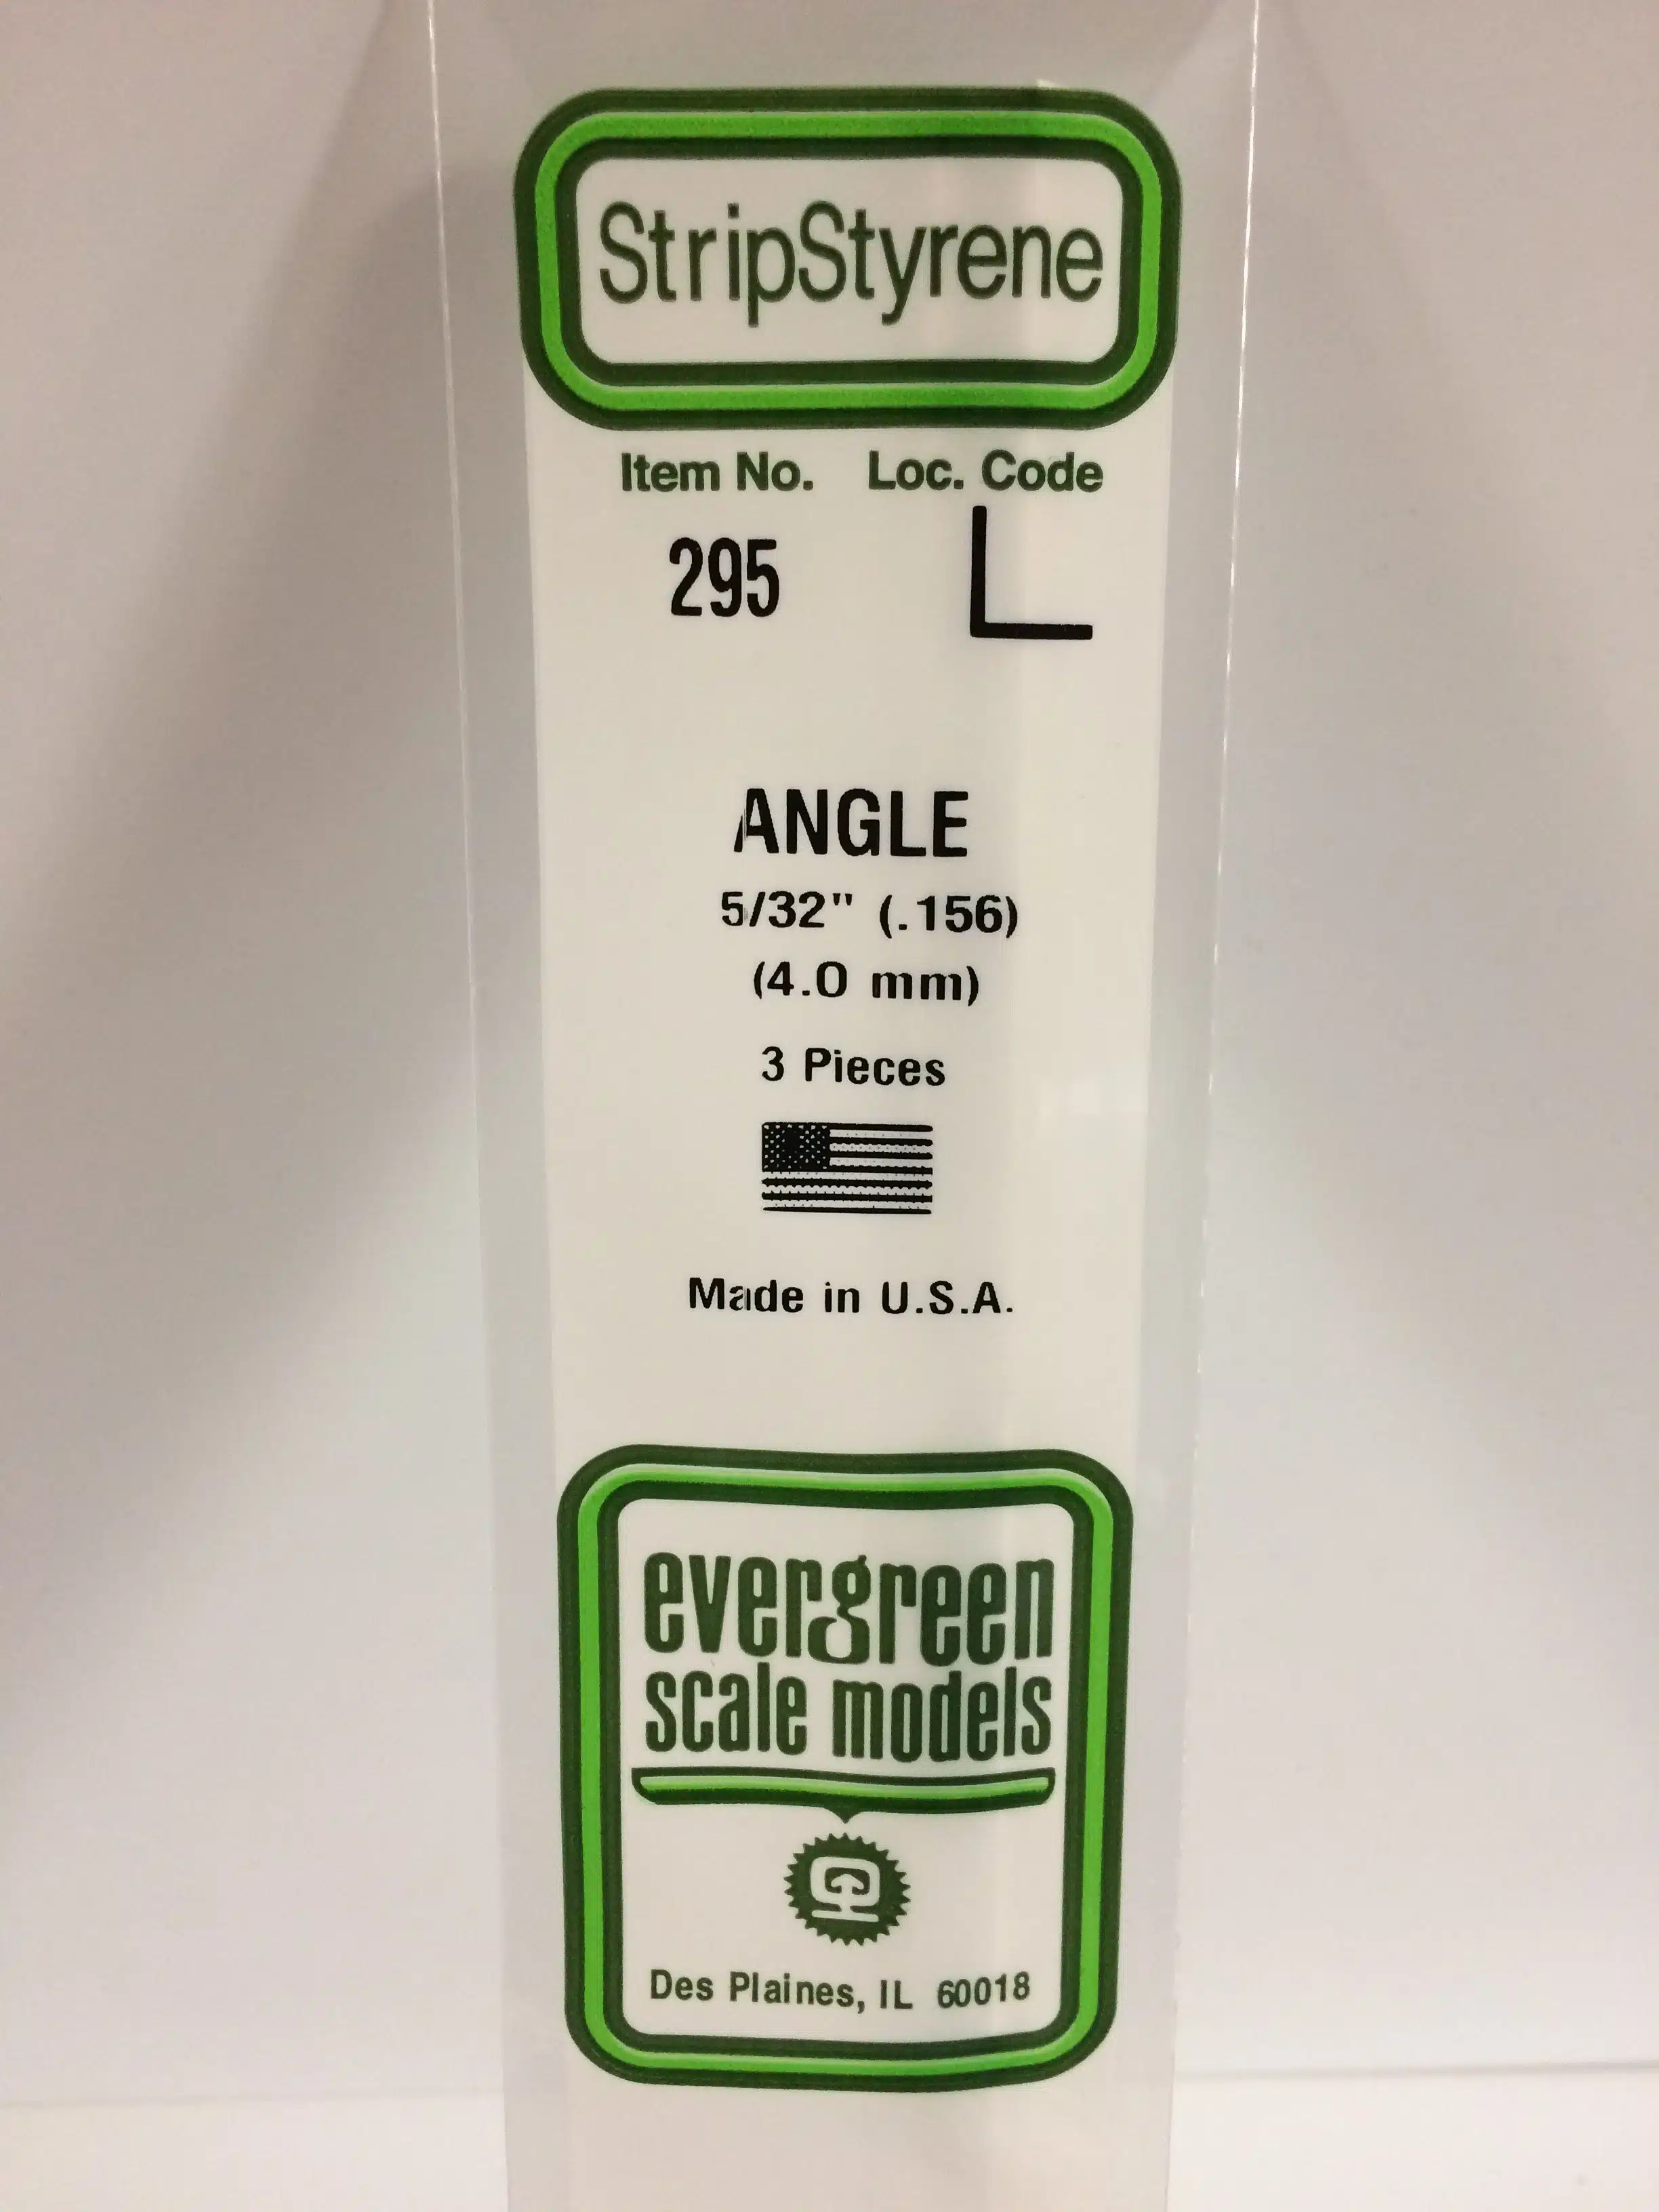 StripStyrene
Item No. Loc. Code
295 L
ANGLE
5/32" (.156)
(4.0 mm)
3 Pieces
Made in U.S.A.
evergreen
scale models
Des Plaines, IL 60018